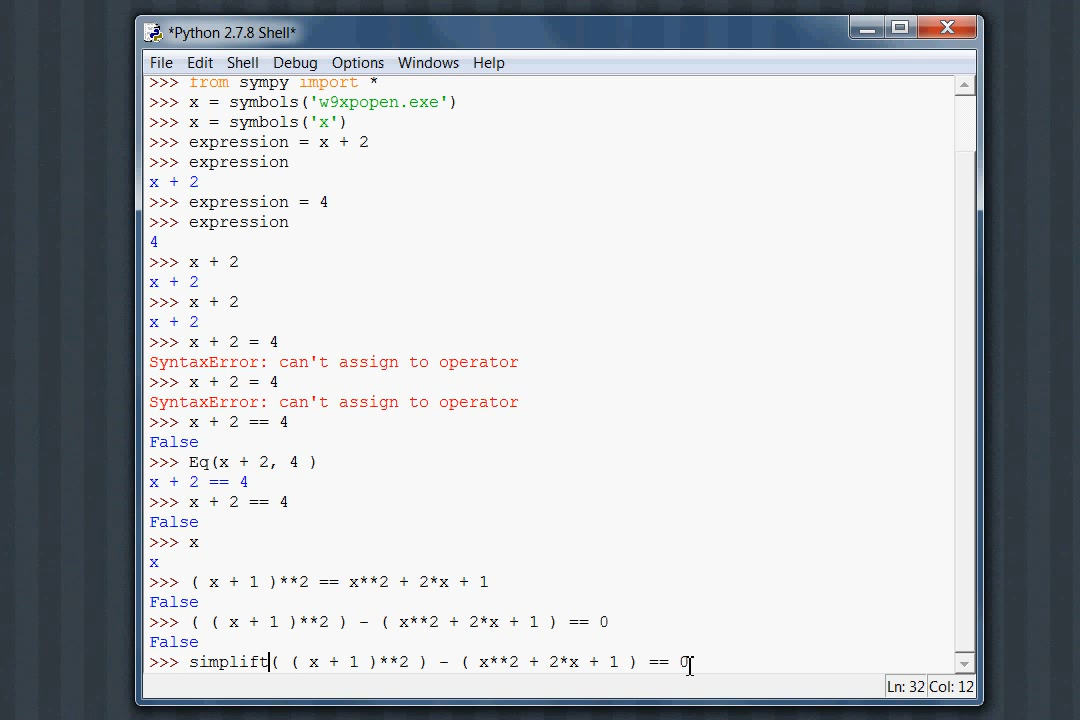 *Python 2.7.8 Shell*
File Edit Shell Debug Options Windows Help
>>> from sympy import *
>>> x = symbols('w9xpopen.exe')
>>> x = symbols('x')
>>> expression = x + 2
>>> expression
x + 2
>>> expression = 4
>>> expression
4
>>> x + 2
x + 2
>>> x + 2
x + 2
>>> x + 2 = 4
SyntaxError: can't assign to operator
>>> x + 2 = 4
SyntaxError: can't assign to operator
>>> x + 2 == 4
False
>>> Eq(x + 2, 4 )
x + 2 == 4
>>> x + 2 == 4
False
>>> x
x
>>> ( x + 1 )**2 == x**2 + 2*x + 1
False
>>> ( ( x + 1 )**2 ) - ( x**2 + 2*x + 1 ) == 0
False
>>> simplift( ( x + 1 )**2 ) - ( x**2 + 2*x + 1 ) == 0
Ln: 32 Col: 12